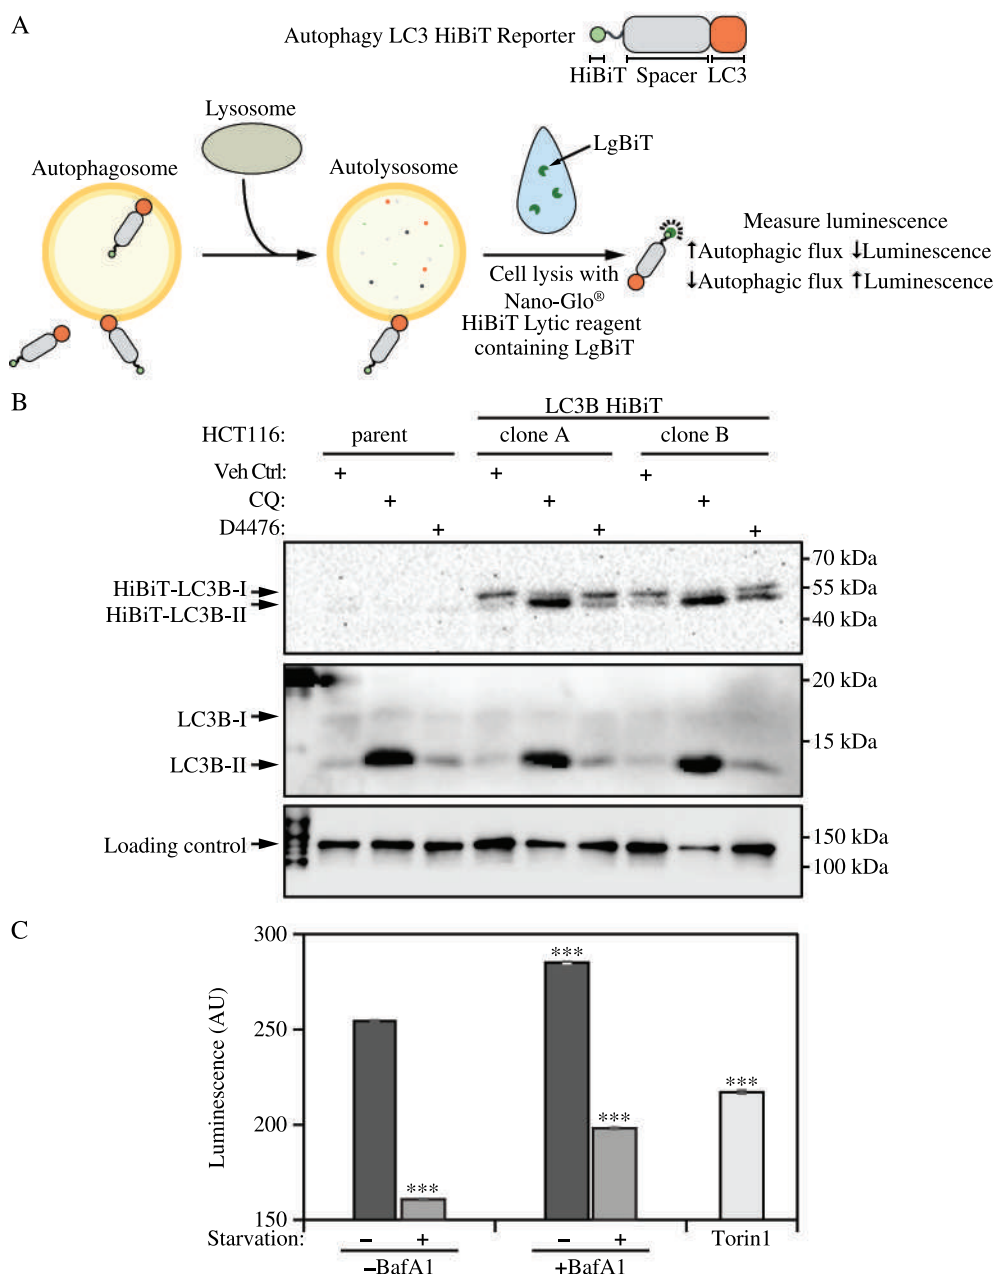 A
Autophagy LC3 HiBiT Reporter
HiBiT Spacer LC3
Lysosome
Autophagosome
Autolysosome
LgBiT
Cell lysis with
Nano-Glo®
HiBiT Lytic reagent
containing LgBiT
Measure luminescence
↑Autophagic flux ↓Luminescence
↓Autophagic flux ↑Luminescence
B
LC3B HiBiT
HCT116: parent clone A clone B
Veh Ctrl: + + +
CQ: + + +
D4476: + + +
HiBiT-LC3B-I
HiBiT-LC3B-II
70 kDa
55 kDa
40 kDa
LC3B-I
LC3B-II
20 kDa
15 kDa
Loading control
150 kDa
100 kDa
C
Luminescence (AU)
300
250
200
150
***
***
***
***
Starvation: – + – + Torin1
–BafA1 +BafA1